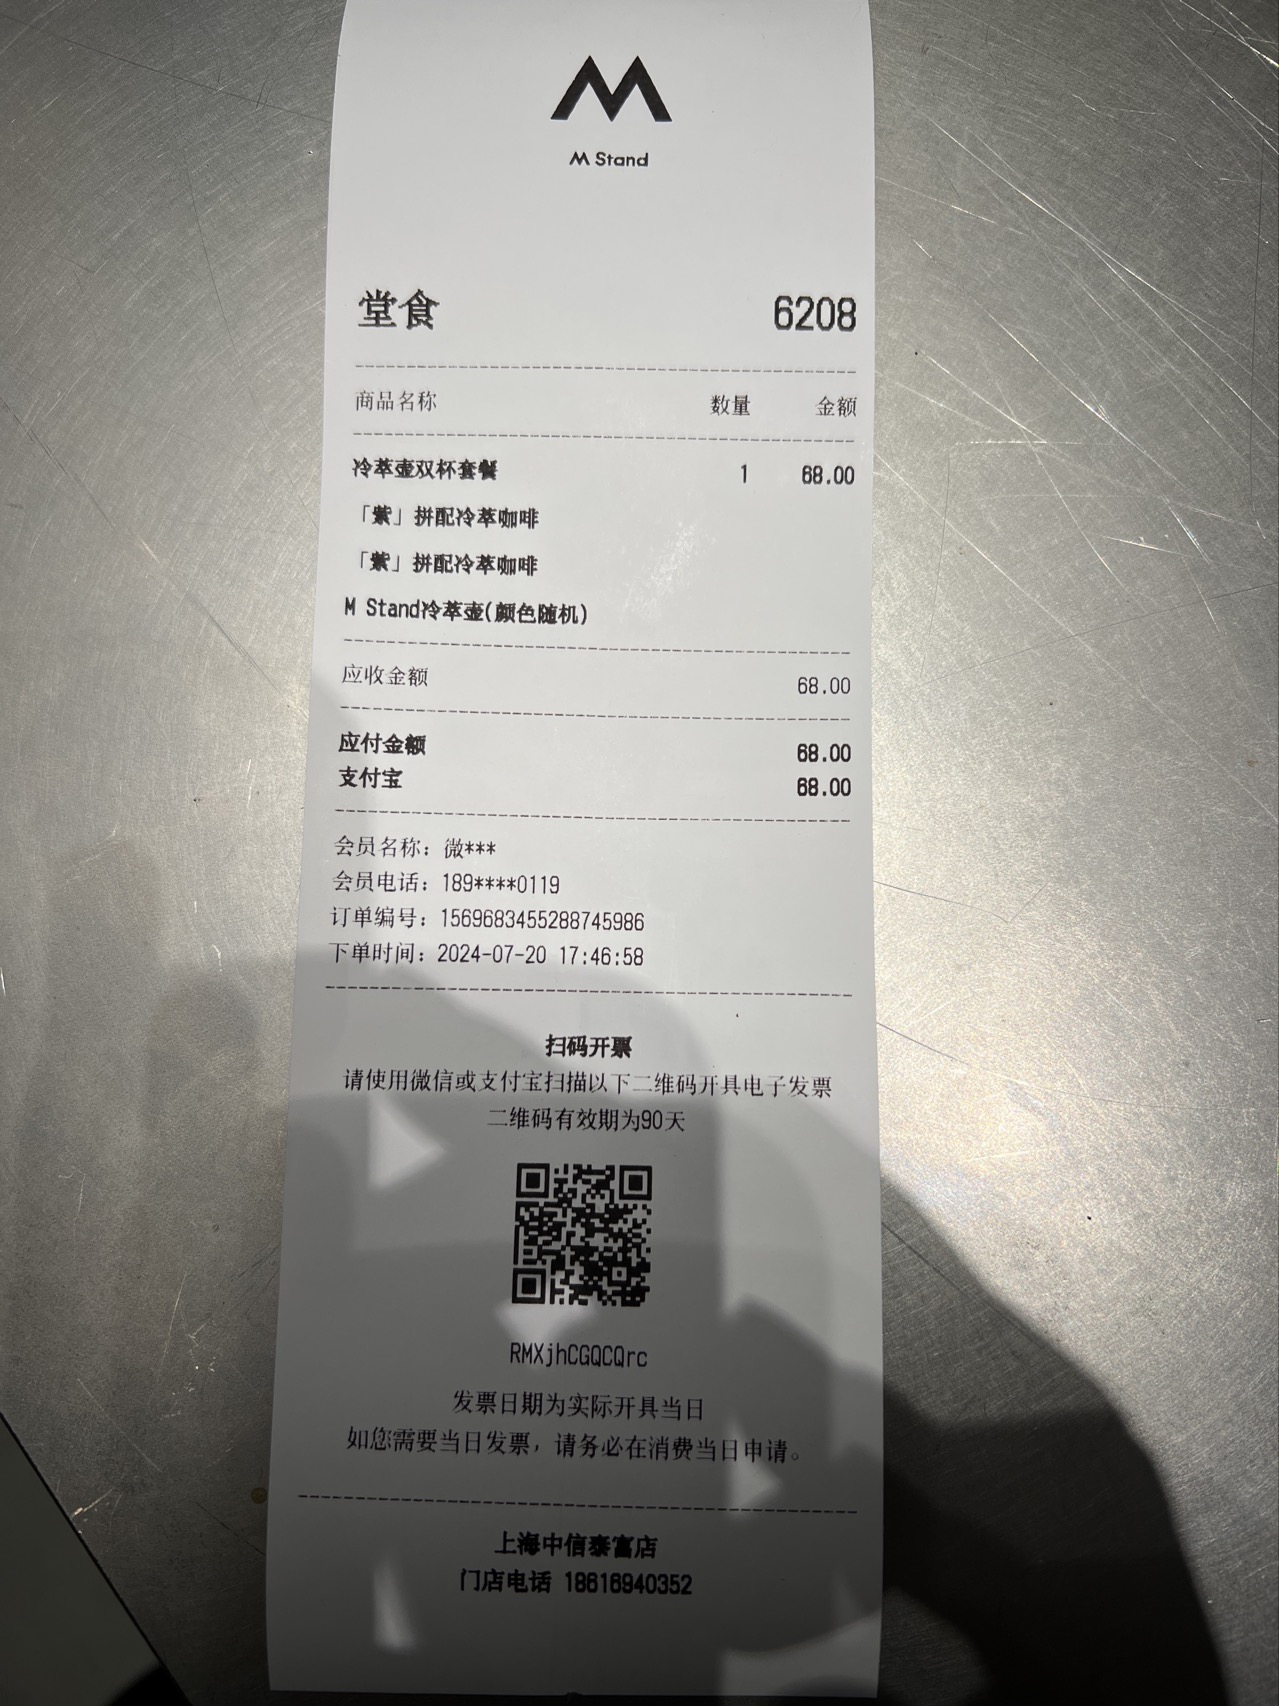 M Stand
堂食 6208
商品名称 数量 金额
冷萃壶双杯套餐 1 68.00
「紫」拼配冷萃咖啡
「紫」拼配冷萃咖啡
M Stand冷萃壶(颜色随机)
应收金额 68.00
应付金额 68.00
支付宝 68.00
会员名称：微***
会员电话：189****0119
订单编号：1569683455288745986
下单时间：2024-07-20 17:46:58
扫码开票
请使用微信或支付宝扫描以下二维码开具电子发票
二维码有效期为90天
RMXjhCGQCQrc
发票日期为实际开具当日
如您需要当日发票，请务必在消费当日申请。
上海中信泰富店
门店电话 18616940352